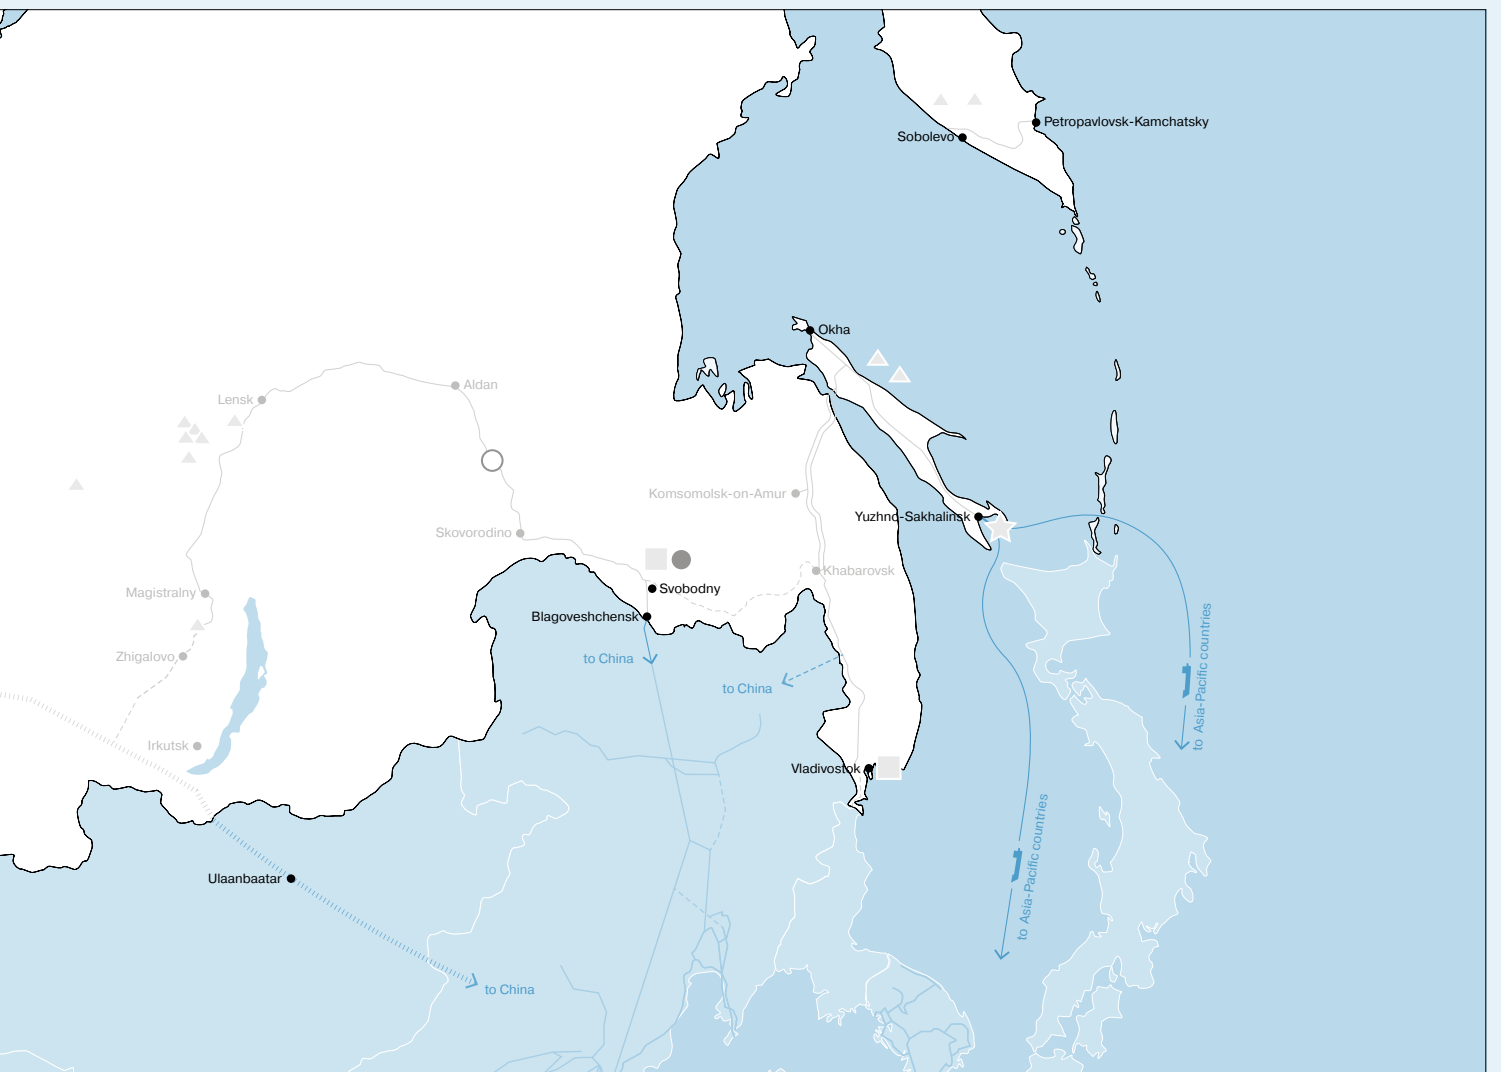 Petropavlovsk-Kamchatsky
Sobolevo
Okha
Aldan
Lensk
Komsomolsk-on-Amur
Yuzhno-Sakhalinsk
Skovorodino
Khabarovsk
Svobodny
Magistralny
Blagoveshchensk
Zhigalovo
to China
to China
to Asia-Pacific countries
Irkutsk
Vladivostok
to Asia-Pacific countries
Ulaanbaatar
to China